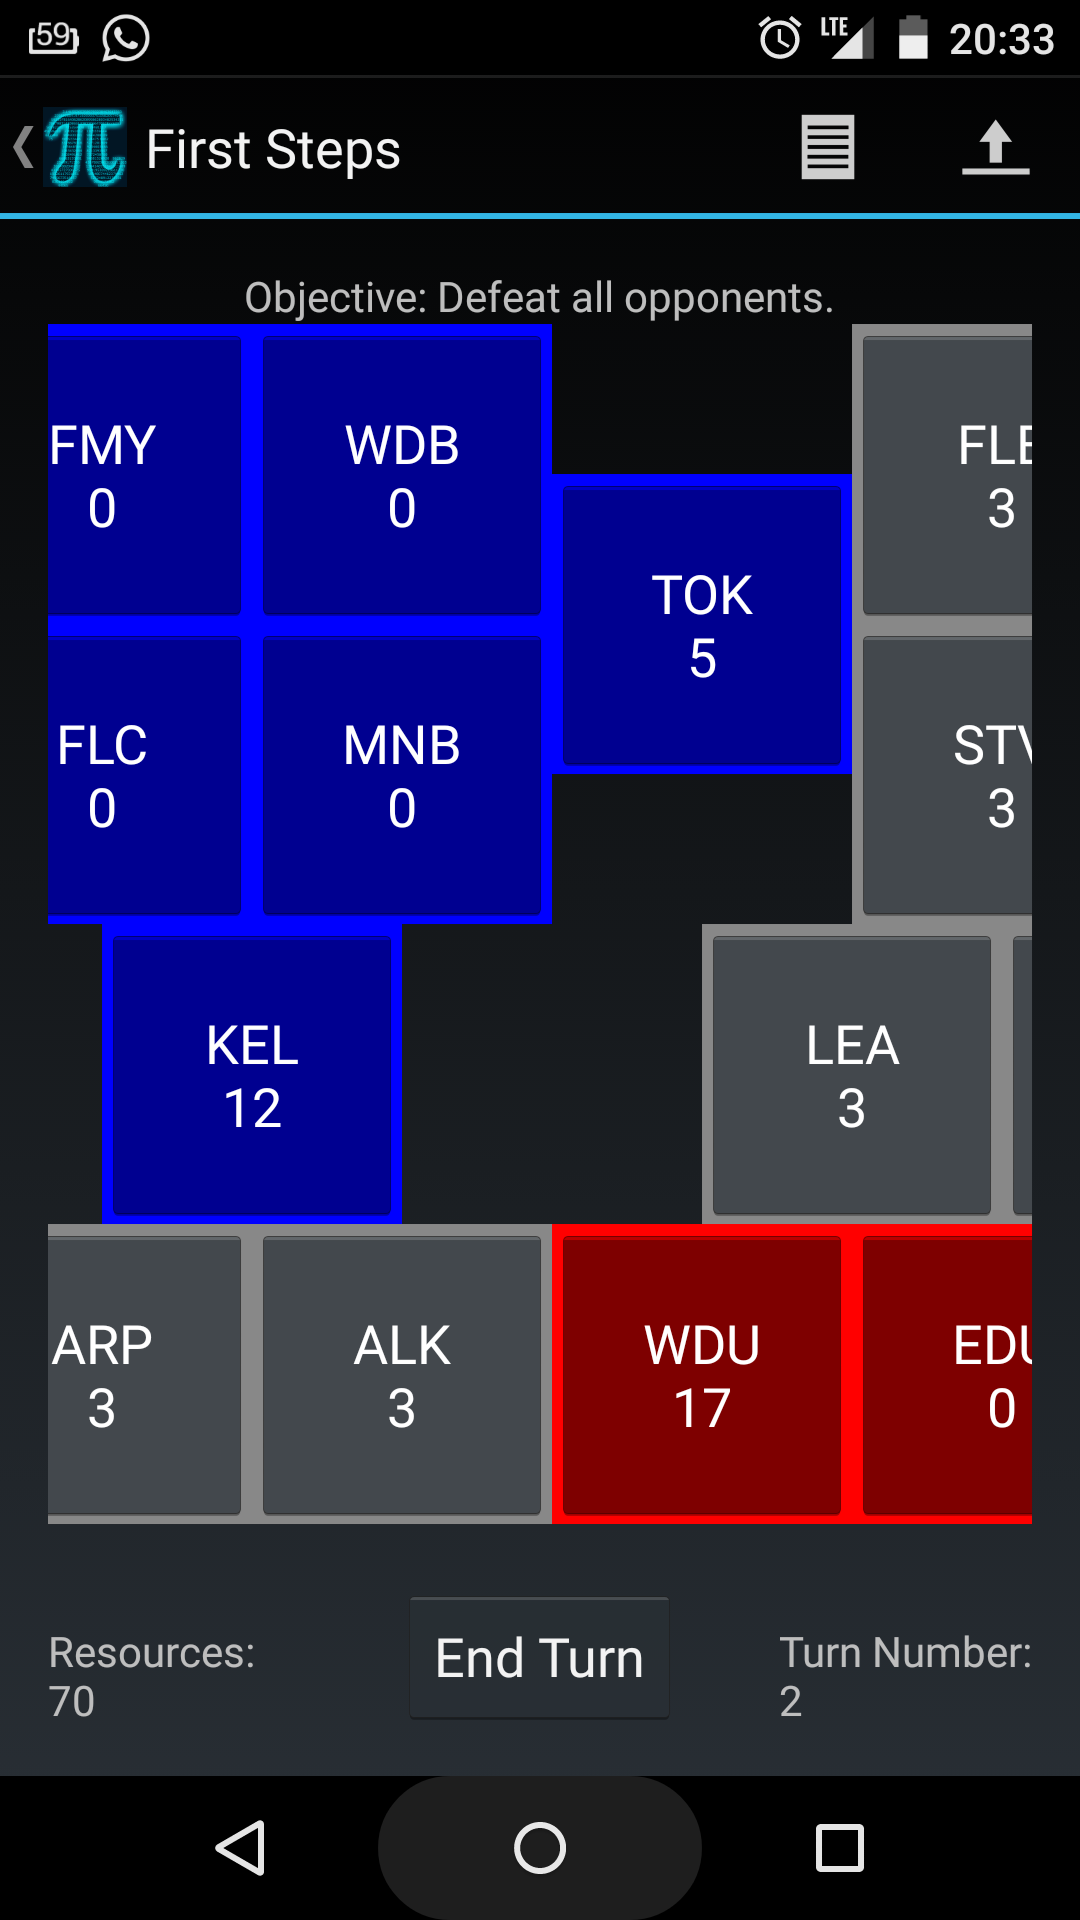 59
LTE
20:33
First Steps
Objective: Defeat all opponents.
FMY
0
WDB
0
TOK
5
FLE
3
FLC
0
MNB
0
STV
3
KEL
12
LEA
3
ARP
3
ALK
3
WDU
17
EDU
0
Resources:
70
End Turn
Turn Number:
2